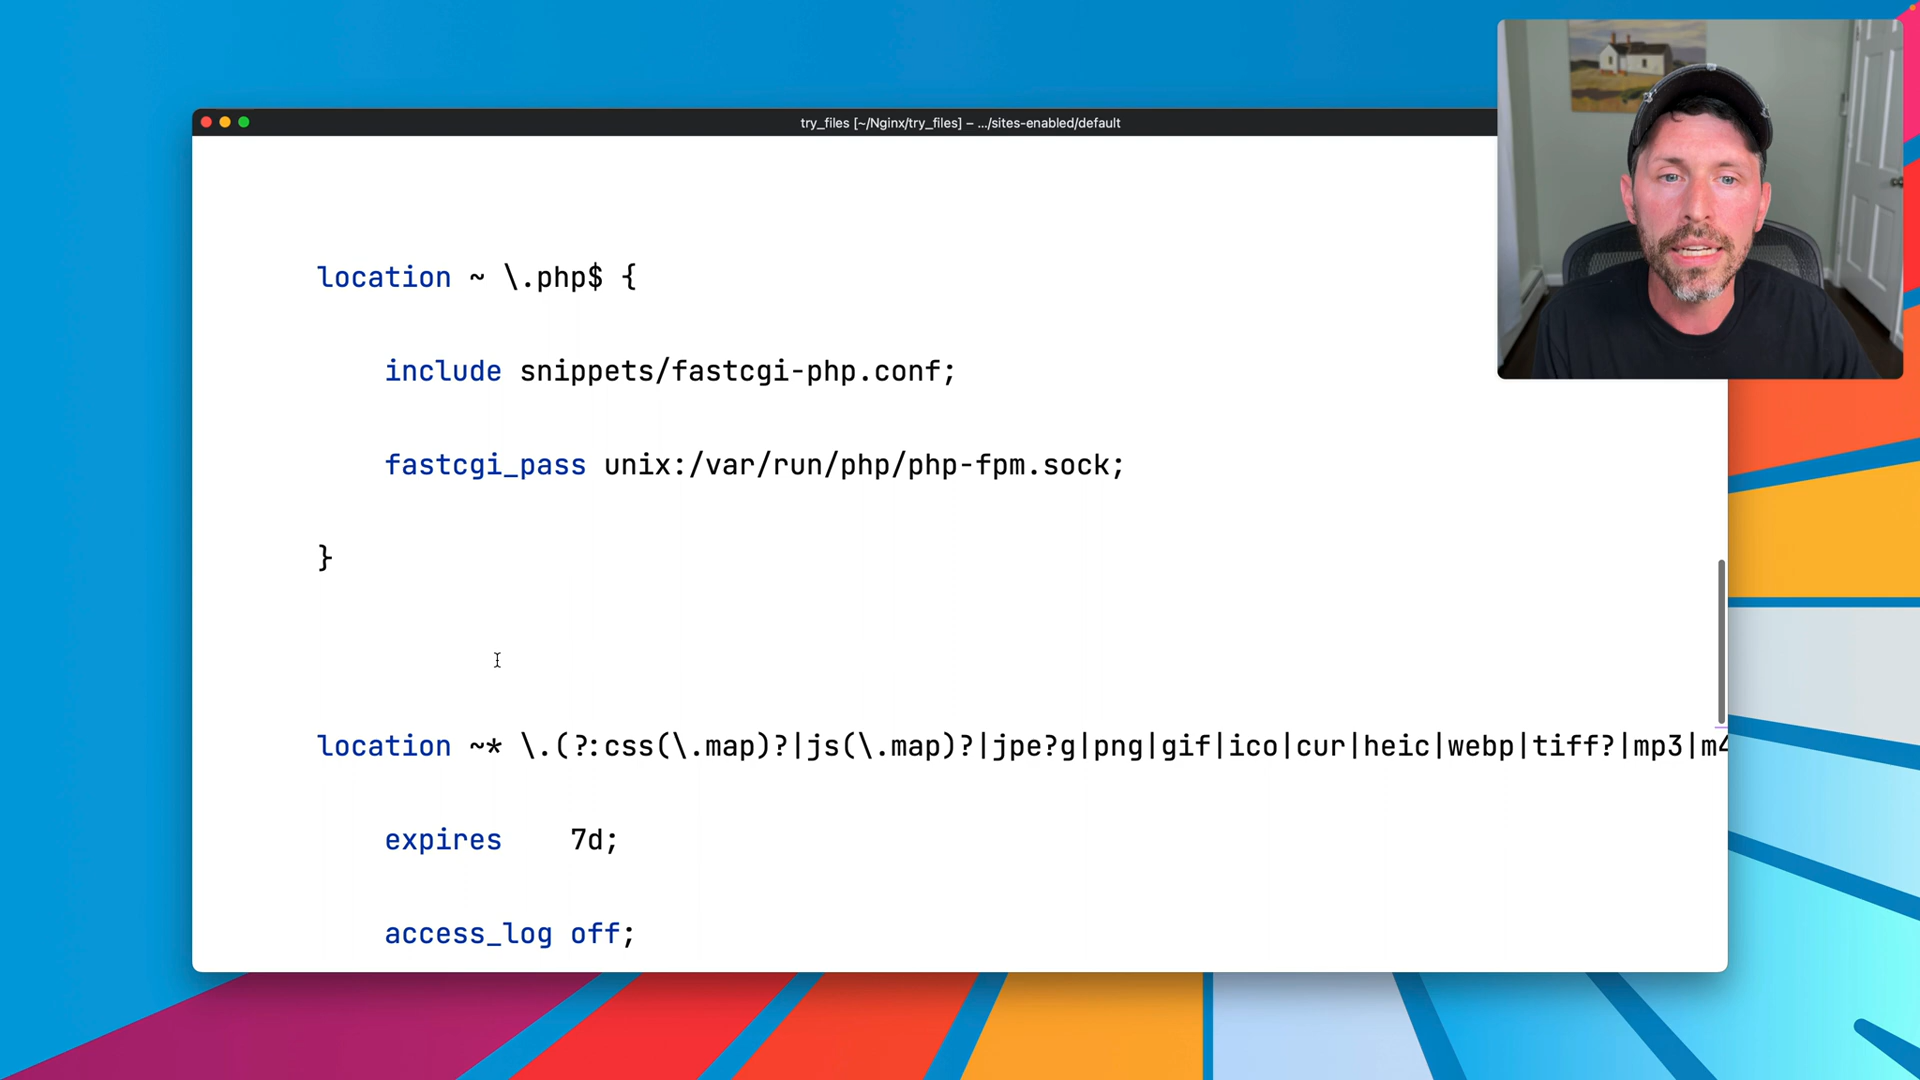 try_files [~/Nginx/try_files] – .../sites-enabled/default
location ~ \.php$ {
include snippets/fastcgi-php.conf;
fastcgi_pass unix:/var/run/php/php-fpm.sock;
}
location ~* \.(?:css(\.map)?|js(\.map)?|jpe?g|png|gif|ico|cur|heic|webp|tiff?|mp3|m4
expires 7d;
access_log off;